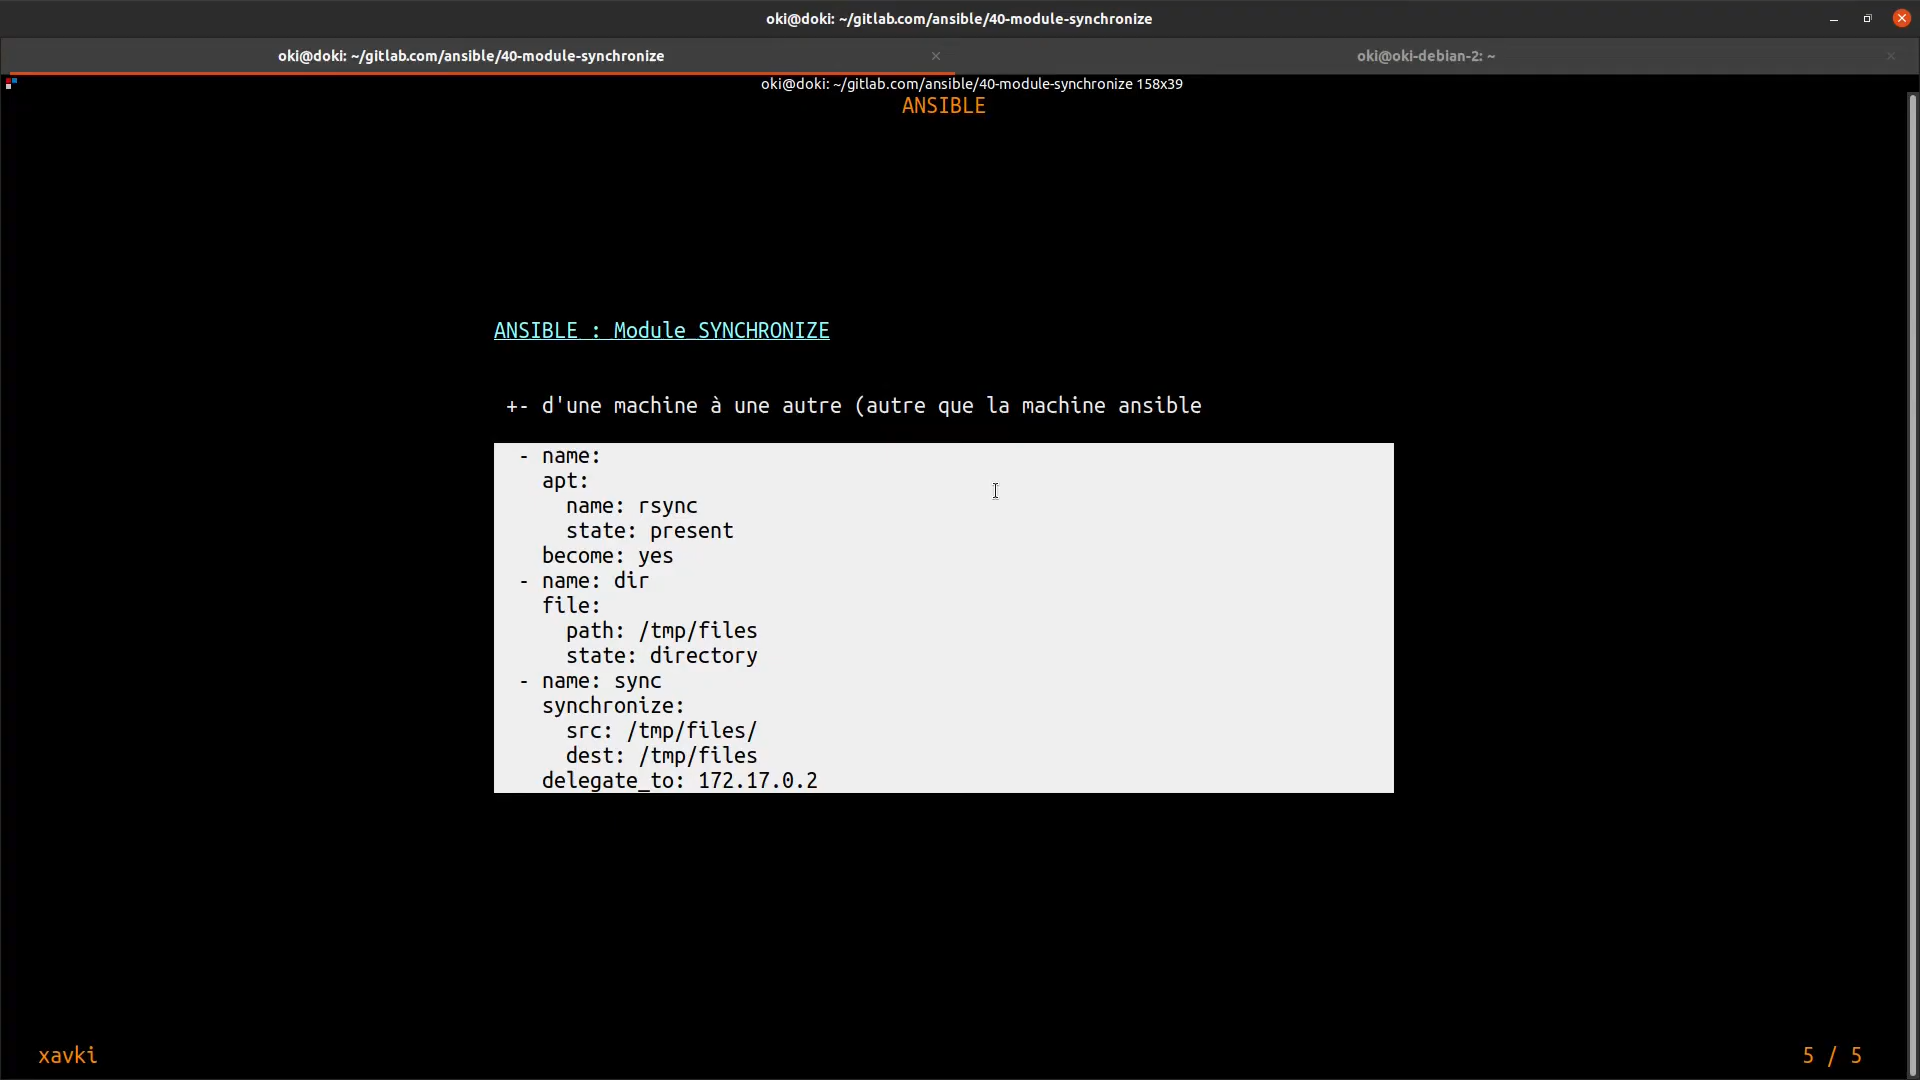 oki@doki: ~/gitlab.com/ansible/40-module-synchronize
oki@doki: ~/gitlab.com/ansible/40-module-synchronize
oki@oki-debian-2: ~
oki@doki: ~/gitlab.com/ansible/40-module-synchronize 158x39
ANSIBLE
ANSIBLE : Module SYNCHRONIZE
+- d'une machine à une autre (autre que la machine ansible
- name:
apt:
name: rsync
state: present
become: yes
- name: dir
file:
path: /tmp/files
state: directory
- name: sync
synchronize:
src: /tmp/files/
dest: /tmp/files
delegate_to: 172.17.0.2
xavki
5 / 5